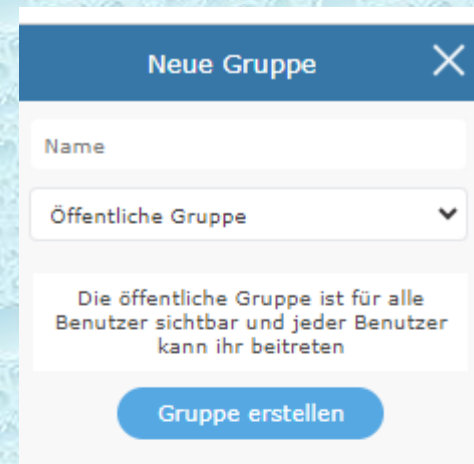 Neue Gruppe
Name
Öffentliche Gruppe
Die öffentliche Gruppe ist für alle
Benutzer sichtbar und jeder Benutzer
kann ihr beitreten
Gruppe erstellen